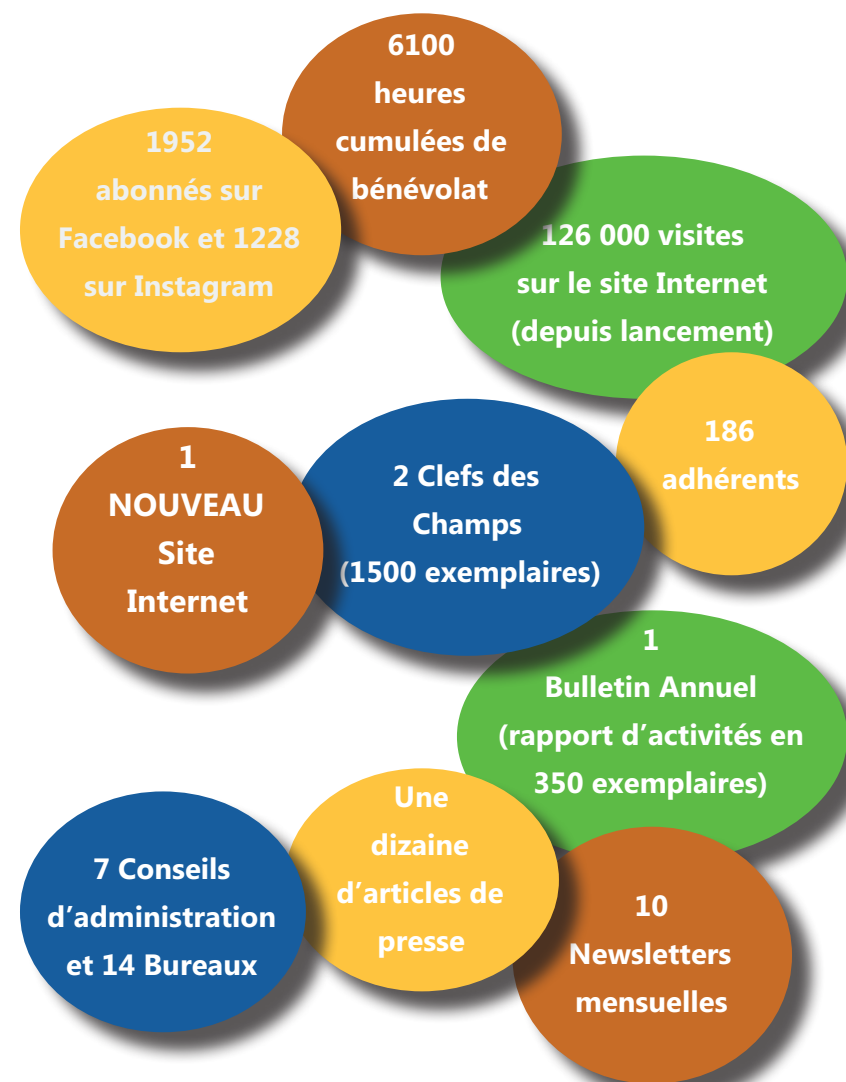 6100
heures
cumulées de
bénévolat
1952
abonnés sur
Facebook et 1228
sur Instagram
126 000 visites
sur le site Internet
(depuis lancement)
186
adhérents
1
NOUVEAU
Site
Internet
2 Clefs des
Champs
(1500 exemplaires)
1
Bulletin Annuel
(rapport d’activités en
350 exemplaires)
Une
dizaine
d’articles de
presse
7 Conseils
d’administration
et 14 Bureaux
10
Newsletters
mensuelles